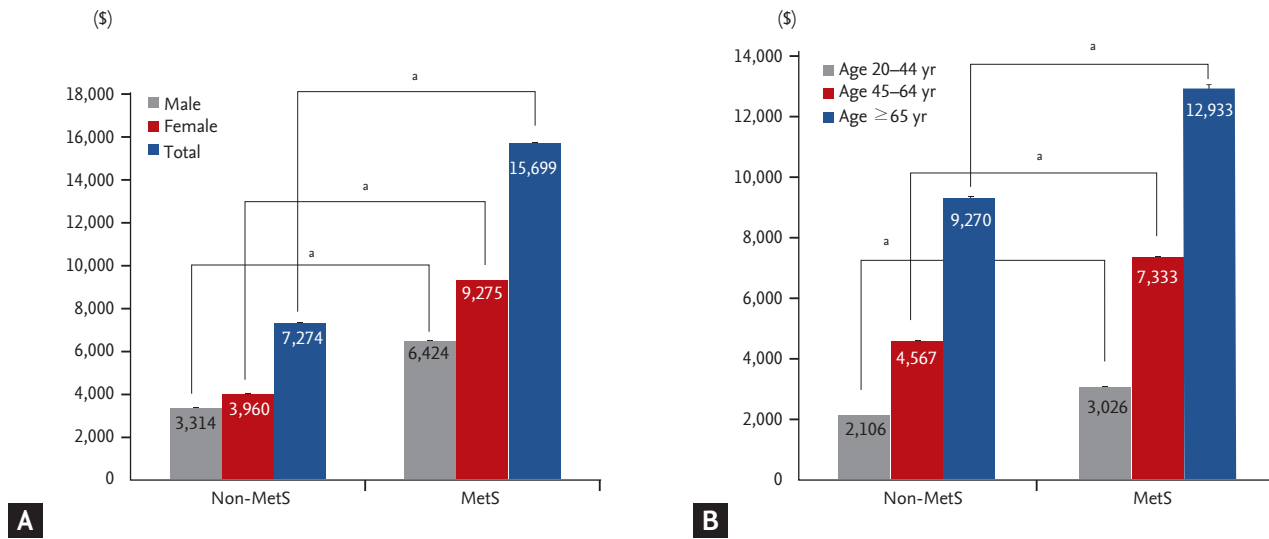 ($)
18,000
16,000
14,000
12,000
10,000
8,000
6,000
4,000
2,000
0
Male
Female
Total
a
a
a
3,314
3,960
7,274
6,424
9,275
15,699
Non-MetS
MetS
A
($)
14,000
12,000
10,000
8,000
6,000
4,000
2,000
0
Age 20–44 yr
Age 45–64 yr
Age ≥65 yr
a
a
a
2,106
4,567
9,270
3,026
7,333
12,933
Non-MetS
MetS
B